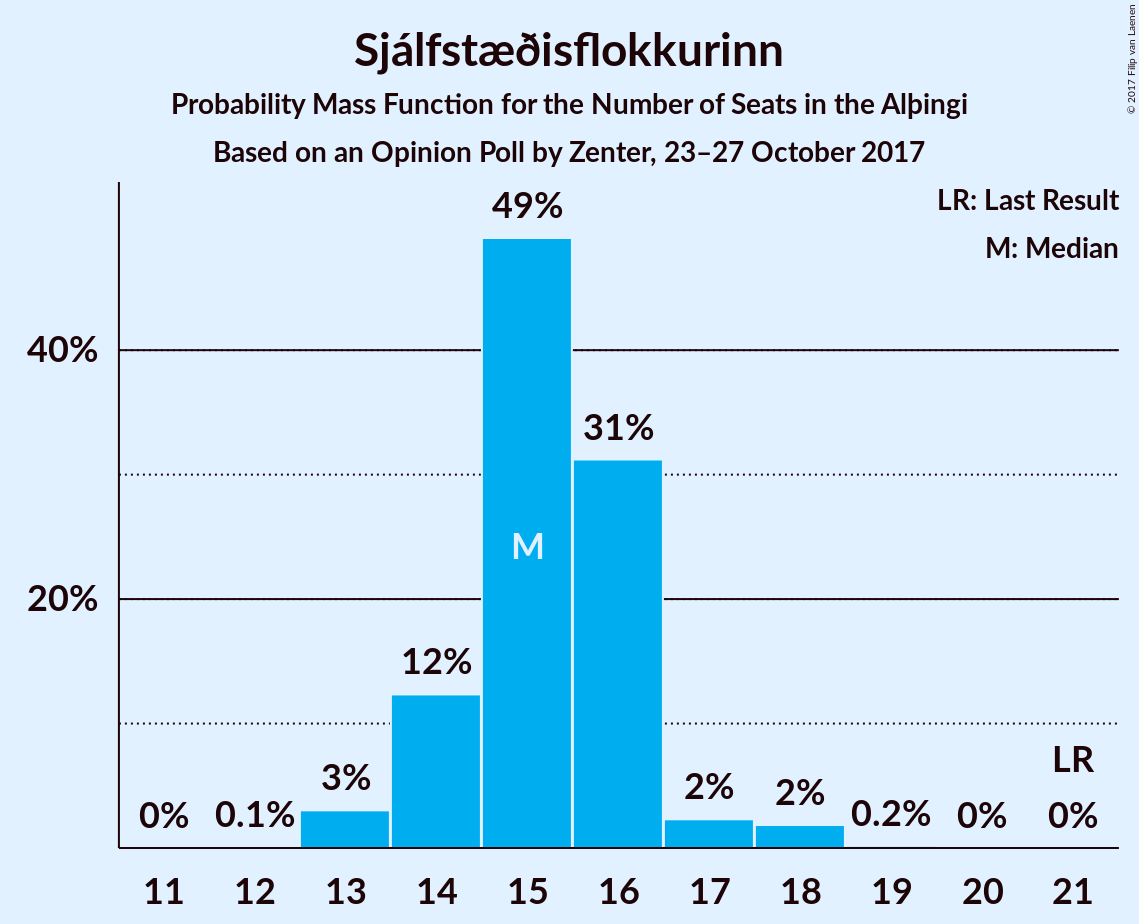 Sjálfstæðisflokkurinn
Probability Mass Function for the Number of Seats in the Alþingi
Based on an Opinion Poll by Zenter, 23–27 October 2017
© 2017 Filip van Laenen
LR: Last Result
M: Median
40%
20%
0%
0.1%
3%
12%
49%
M
31%
2%
2%
0.2%
0%
LR
0%
11 12 13 14 15 16 17 18 19 20 21